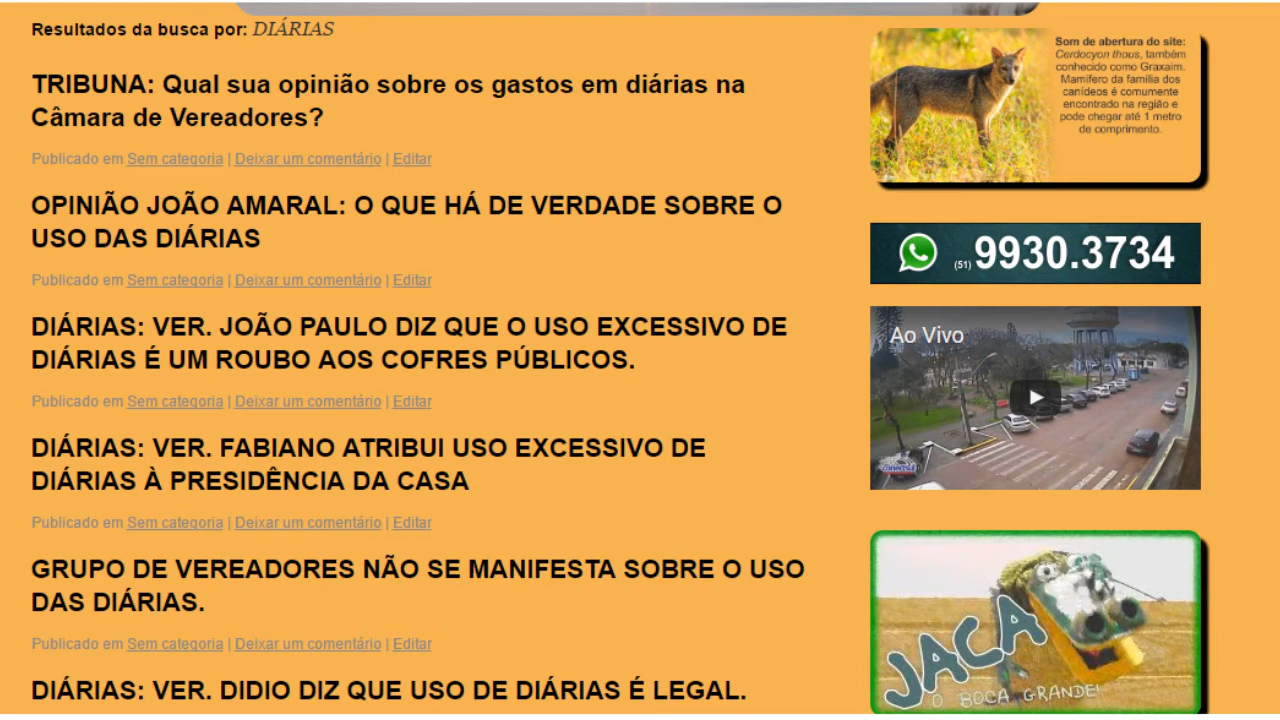 Resultados da busca por: DIÁRIAS
TRIBUNA: Qual sua opinião sobre os gastos em diárias na
Câmara de Vereadores?
Publicado em Sem categoria | Deixar um comentário | Editar
OPINIÃO JOÃO AMARAL: O QUE HÁ DE VERDADE SOBRE O
USO DAS DIÁRIAS
Publicado em Sem categoria | Deixar um comentário | Editar
DIÁRIAS: VER. JOÃO PAULO DIZ QUE O USO EXCESSIVO DE
DIÁRIAS É UM ROUBO AOS COFRES PÚBLICOS.
Publicado em Sem categoria | Deixar um comentário | Editar
DIÁRIAS: VER. FABIANO ATRIBUI USO EXCESSIVO DE
DIÁRIAS À PRESIDÊNCIA DA CASA
Publicado em Sem categoria | Deixar um comentário | Editar
GRUPO DE VEREADORES NÃO SE MANIFESTA SOBRE O USO
DAS DIÁRIAS.
Publicado em Sem categoria | Deixar um comentário | Editar
DIÁRIAS: VER. DIDIO DIZ QUE USO DE DIÁRIAS É LEGAL.
Som de abertura do site:
Cerdocyon thous, também
conhecido como Graxaim.
Mamifero da família dos
canídeos é comumente
encontrado na região e
pode chegar até 1 metro
de comprimento.
(51) 9930.3734
Ao Vivo
conectsul
JACA
O BOCA GRANDE!